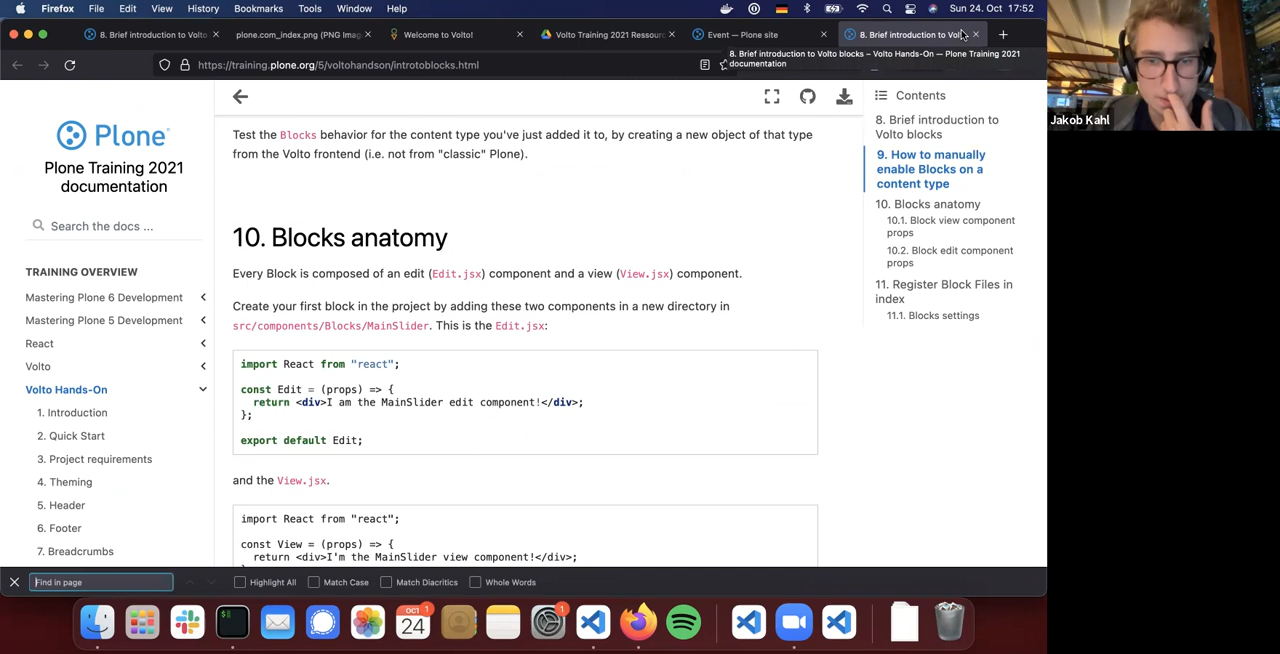 Firefox File Edit View History Bookmarks Tools Window Help Sun 24. Oct 17:52
8. Brief introduction to Volto
plone.com_index.png (PNG Imag
Welcome to Volto!
Volto Training 2021 Ressourc
Event — Plone site
8. Brief introduction to Vol
8. Brief introduction to Volto blocks – Volto Hands-On — Plone Training 2021
documentation
https://training.plone.org/5/voltohandson/introtoblocks.html
Jakob Kahl
Plone
Plone Training 2021
documentation
Search the docs ...
TRAINING OVERVIEW
Mastering Plone 6 Development
Mastering Plone 5 Development
React
Volto
Volto Hands-On
1. Introduction
2. Quick Start
3. Project requirements
4. Theming
5. Header
6. Footer
7. Breadcrumbs
Test the Blocks behavior for the content type you've just added it to, by creating a new object of that type
from the Volto frontend (i.e. not from "classic" Plone).
10. Blocks anatomy
Every Block is composed of an edit (Edit.jsx) component and a view (View.jsx) component.
Create your first block in the project by adding these two components in a new directory in
src/components/Blocks/MainSlider. This is the Edit.jsx:
import React from "react";
const Edit = (props) => {
return <div>I am the MainSlider edit component!</div>;
};
export default Edit;
and the View.jsx.
import React from "react";
const View = (props) => {
return <div>I'm the MainSlider view component!</div>;
Contents
8. Brief introduction to
Volto blocks
9. How to manually
enable Blocks on a
content type
10. Blocks anatomy
10.1. Block view component
props
10.2. Block edit component
props
11. Register Block Files in
index
11.1. Blocks settings
Find in page
Highlight All
Match Case
Match Diacritics
Whole Words
OCT 1
24
1